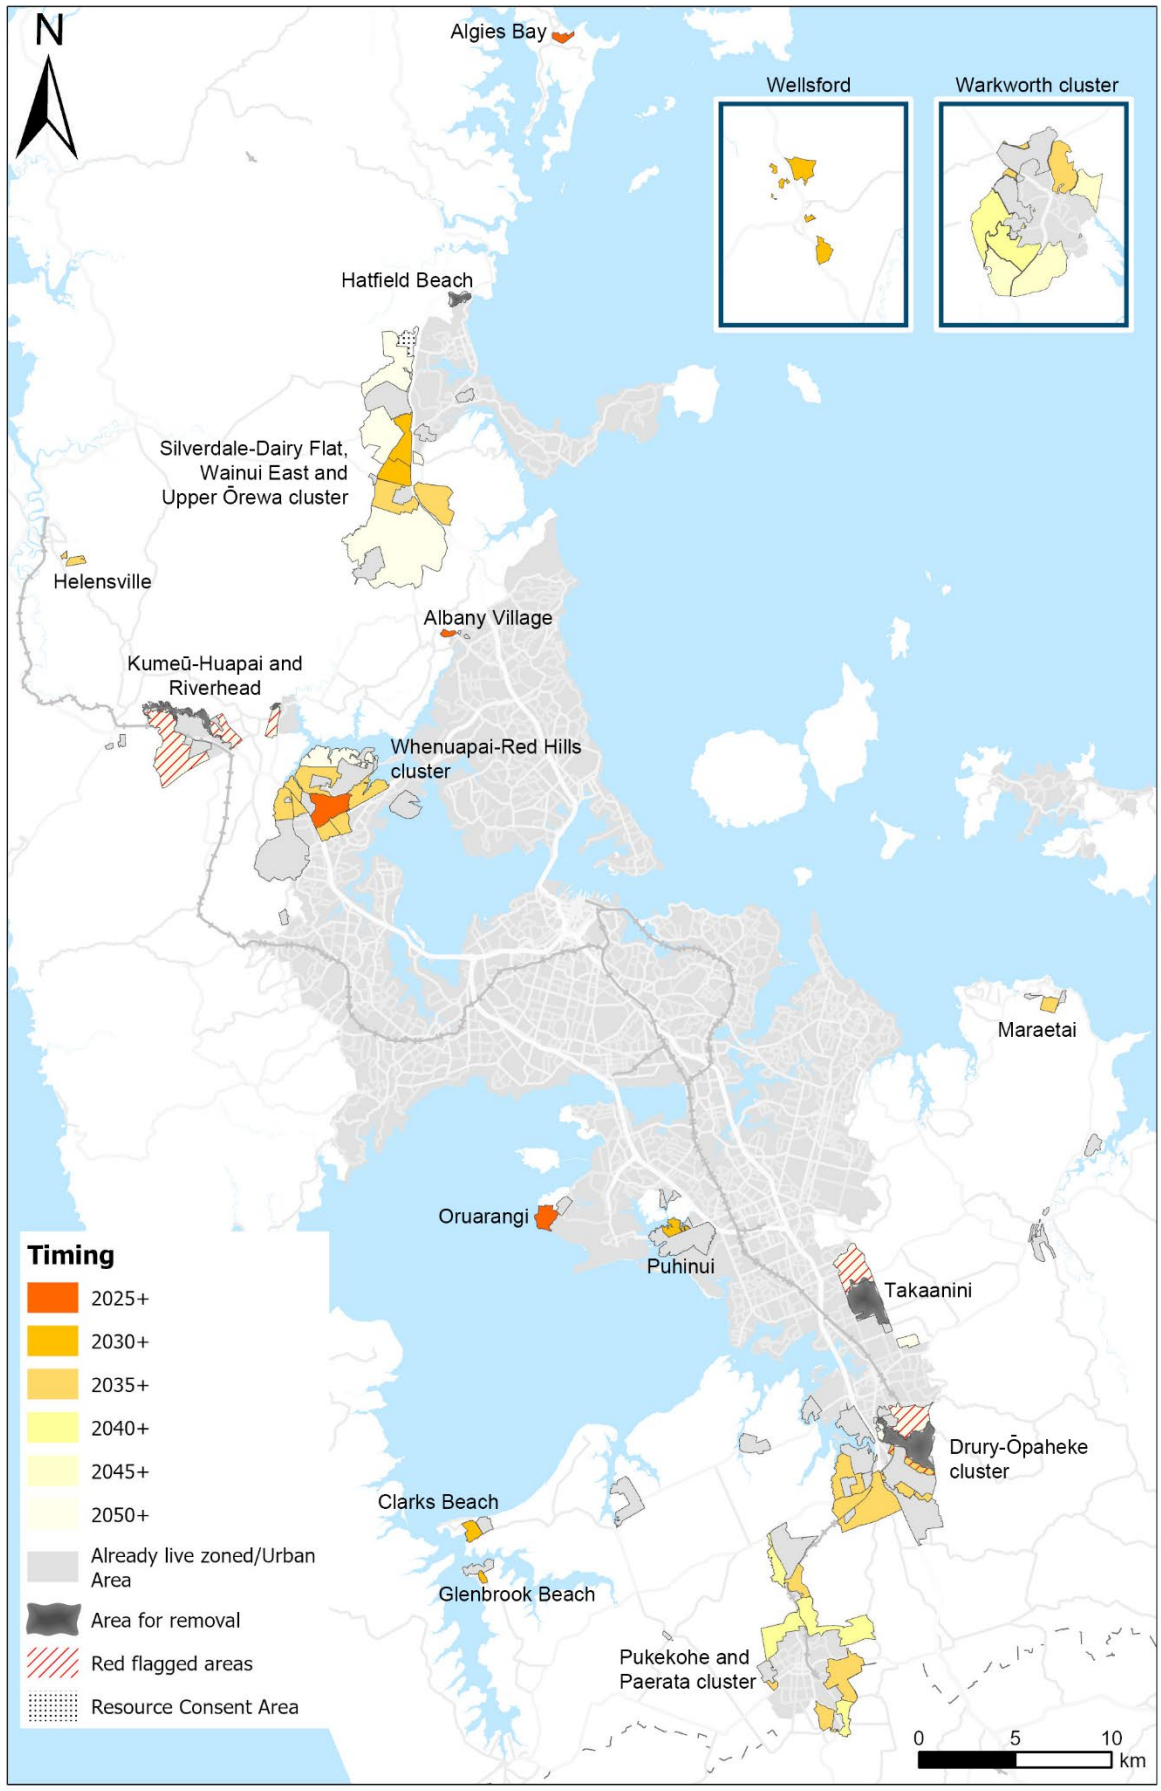 N
Algies Bay
Wellsford
Warkworth cluster
Hatfield Beach
Silverdale-Dairy Flat,
Wainui East and
Upper Ōrewa cluster
Helensville
Albany Village
Kumeū-Huapai and
Riverhead
Whenuapai-Red Hills
cluster
Maraetai
Oruarangi
Puhinui
Takaanini
Drury-Ōpaheke
cluster
Clarks Beach
Glenbrook Beach
Pukekohe and
Paerata cluster
Timing
2025+
2030+
2035+
2040+
2045+
2050+
Already live zoned/Urban
Area
Area for removal
Red flagged areas
Resource Consent Area
0 5 10
km